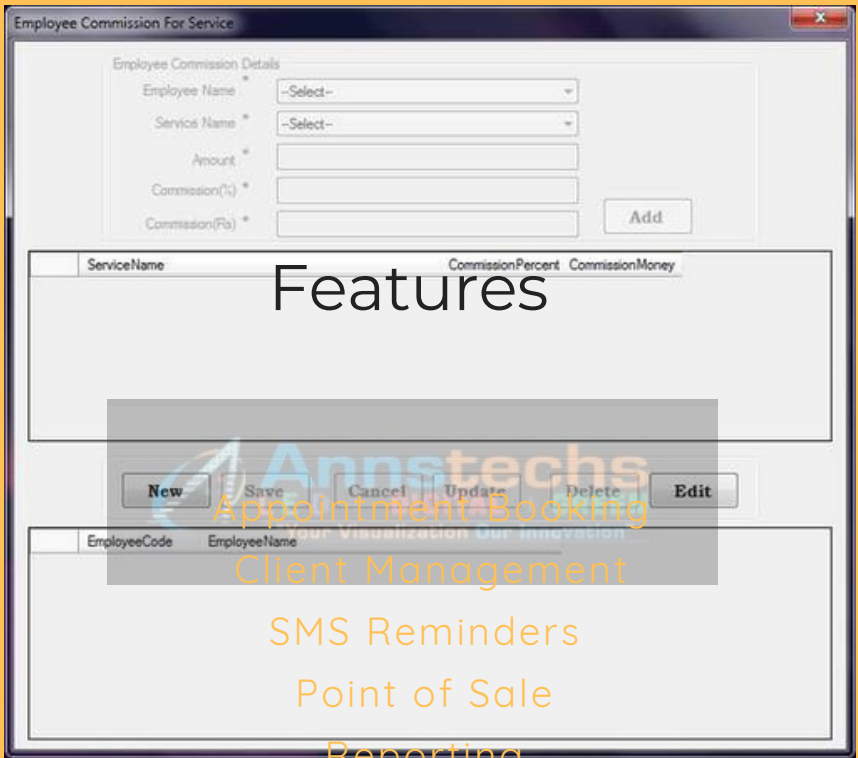 Employee Commission For Service
Employee Commission Details
Employee Name *
--Select--
Service Name *
--Select--
Amount *
Commission(%) *
Commission(Rs) *
Add
ServiceName CommissionPercent CommissionMoney
Features
Annstechs
New Save Cancel Update Delete Edit
Appointment Booking
Your Visualization Our Innovation
EmployeeCode EmployeeName
Client Management
SMS Reminders
Point of Sale
Reporting